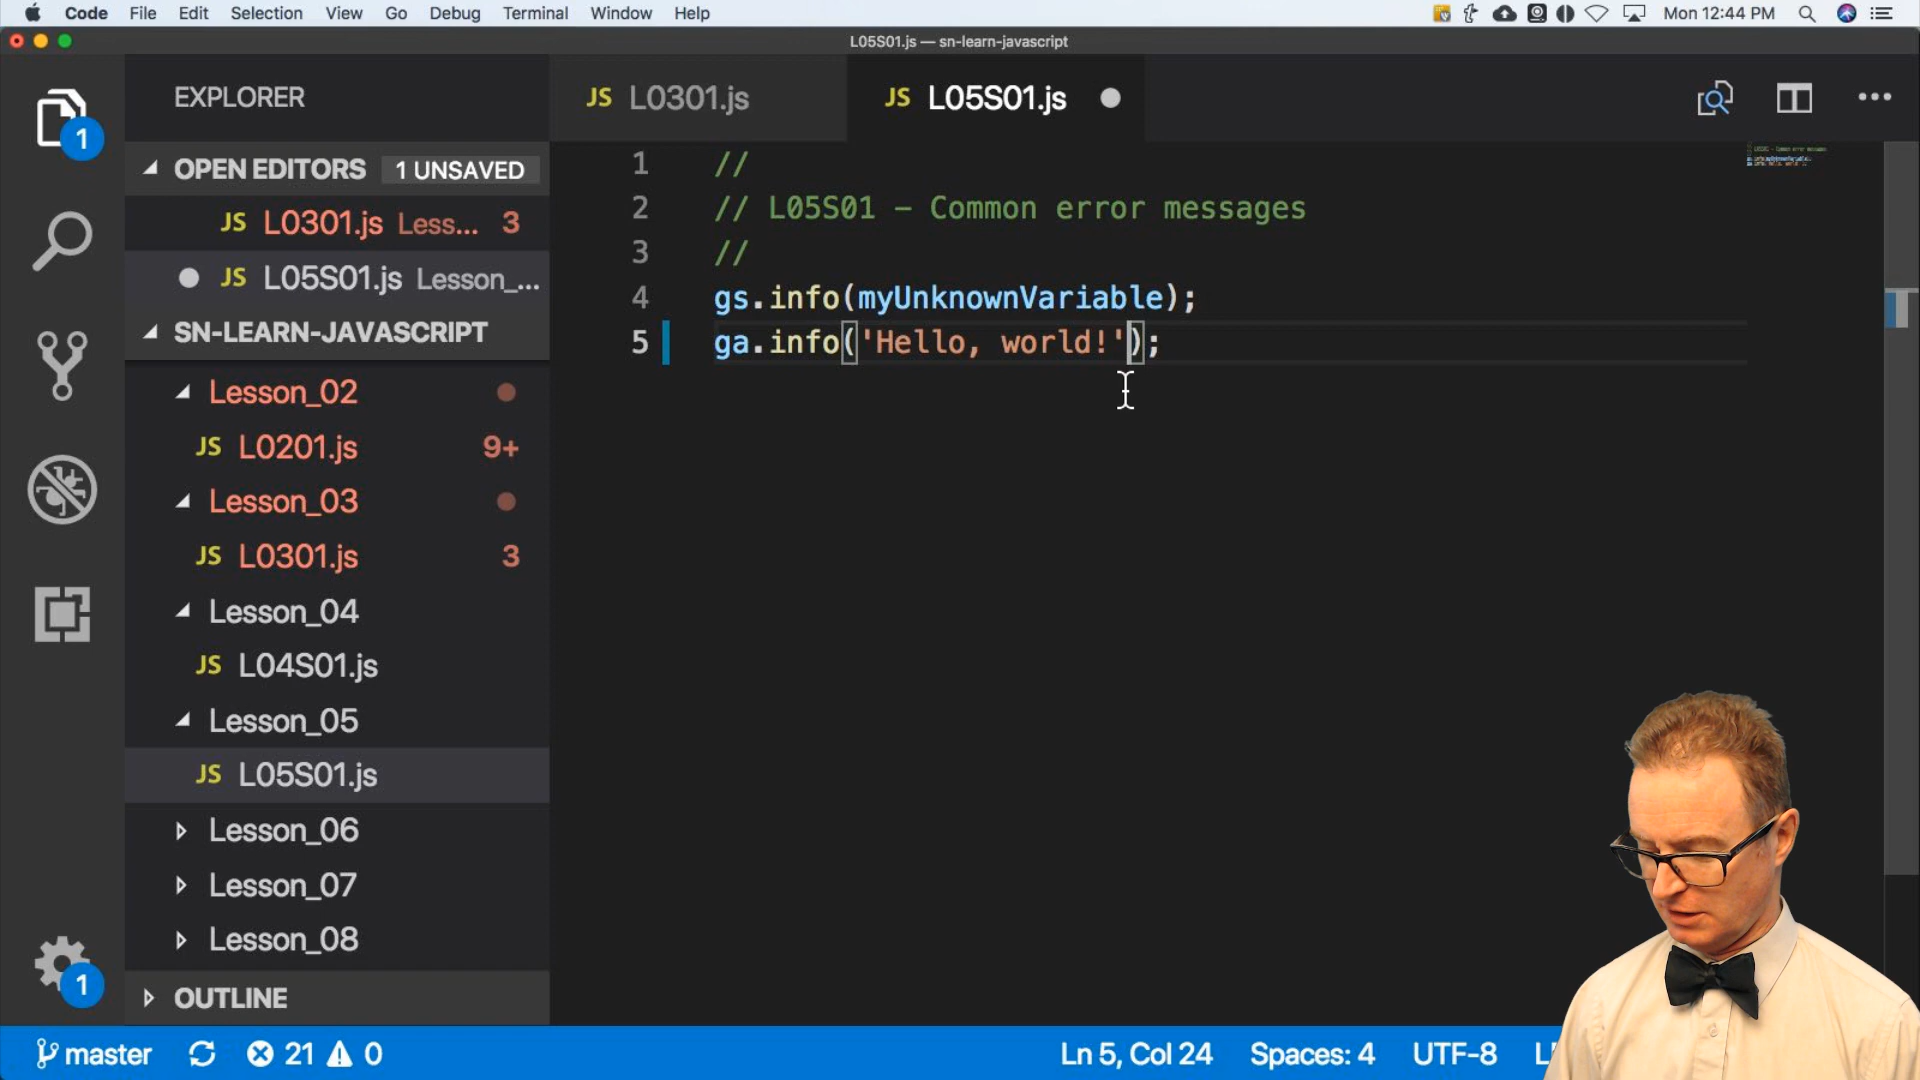 Code File Edit Selection View Go Debug Terminal Window Help Mon 12:44 PM
L05S01.js — sn-learn-javascript
EXPLORER
JS L0301.js
JS L05S01.js
1
OPEN EDITORS 1 UNSAVED
JS L0301.js Less... 3
JS L05S01.js Lesson_...
SN-LEARN-JAVASCRIPT
Lesson_02
JS L0201.js 9+
Lesson_03
JS L0301.js 3
Lesson_04
JS L04S01.js
Lesson_05
JS L05S01.js
Lesson_06
Lesson_07
Lesson_08
OUTLINE
1
1 //
2 // L05S01 - Common error messages
3 //
4 gs.info(myUnknownVariable);
5 ga.info('Hello, world!');
master 21 0 Ln 5, Col 24 Spaces: 4 UTF-8